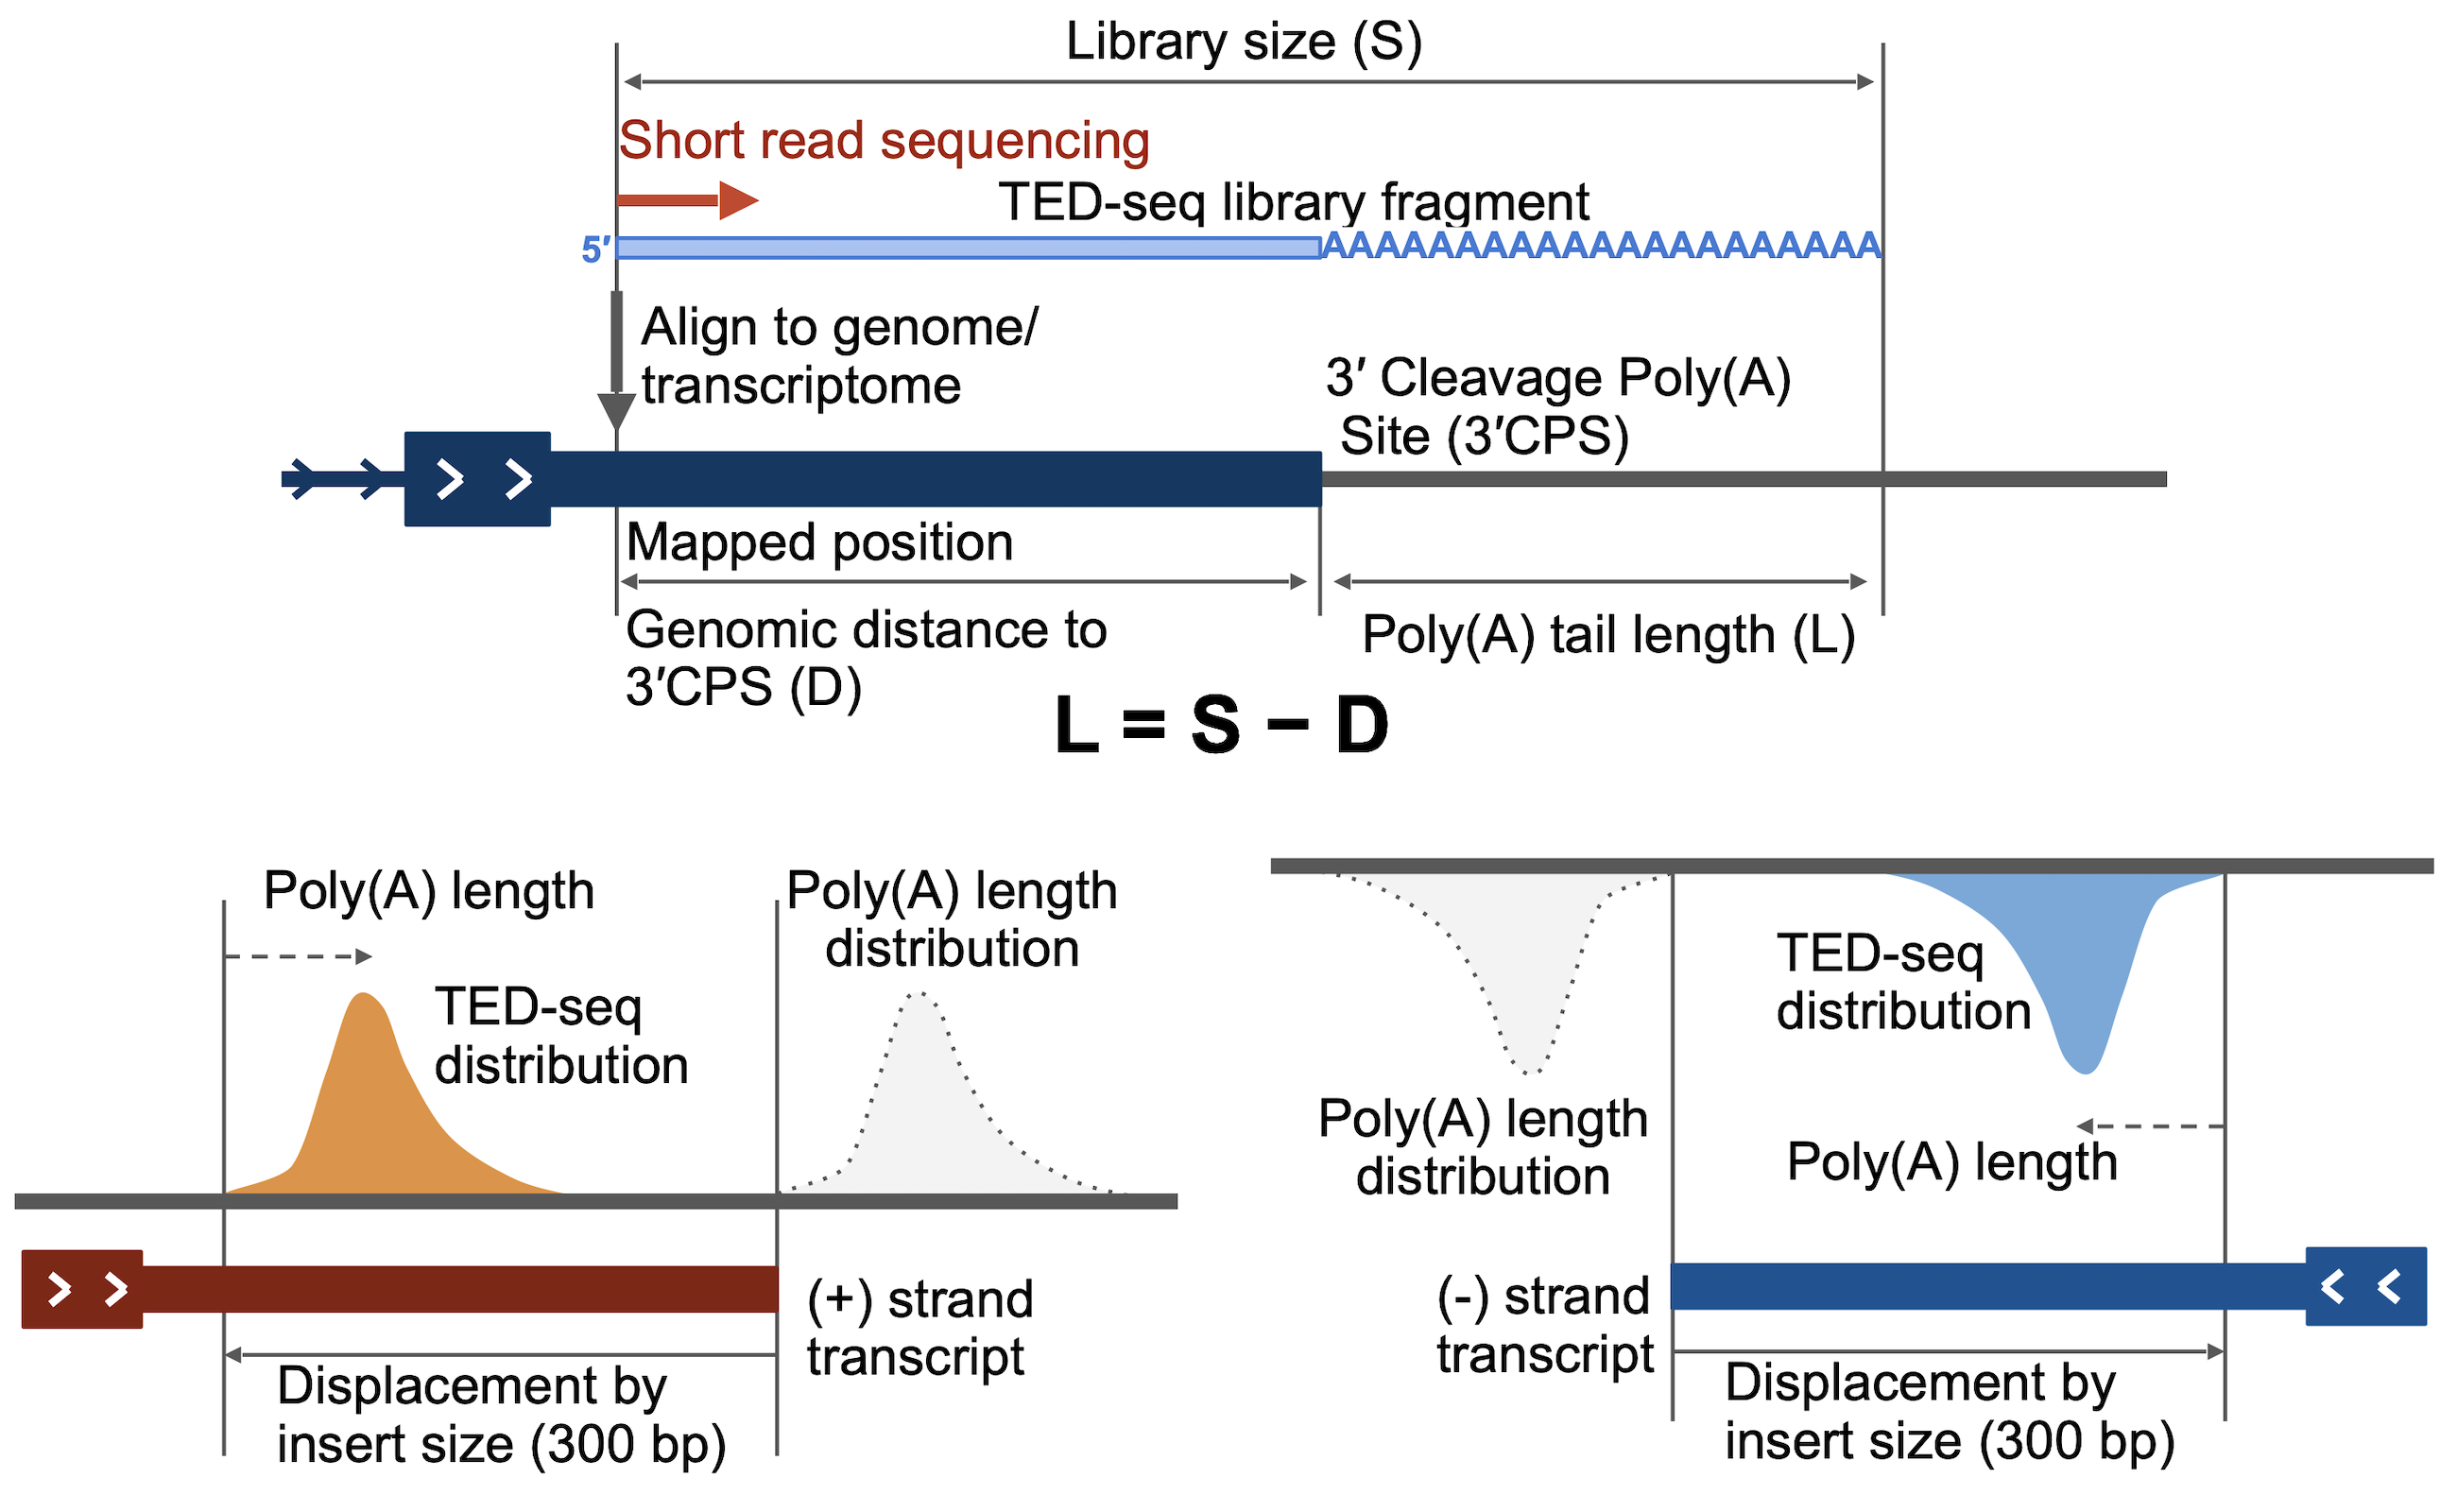 Library size (S)
Short read sequencing
TED-seq library fragment
5′
AAAAAAAAAAAAAAAAAAAAA
Align to genome/
transcriptome
3′ Cleavage Poly(A)
Site (3′CPS)
Mapped position
Genomic distance to
3′CPS (D)
Poly(A) tail length (L)
L = S − D
Poly(A) length
TED-seq
distribution
Poly(A) length
distribution
(+) strand
transcript
Displacement by
insert size (300 bp)
TED-seq
distribution
Poly(A) length
distribution
Poly(A) length
(-) strand
transcript
Displacement by
insert size (300 bp)